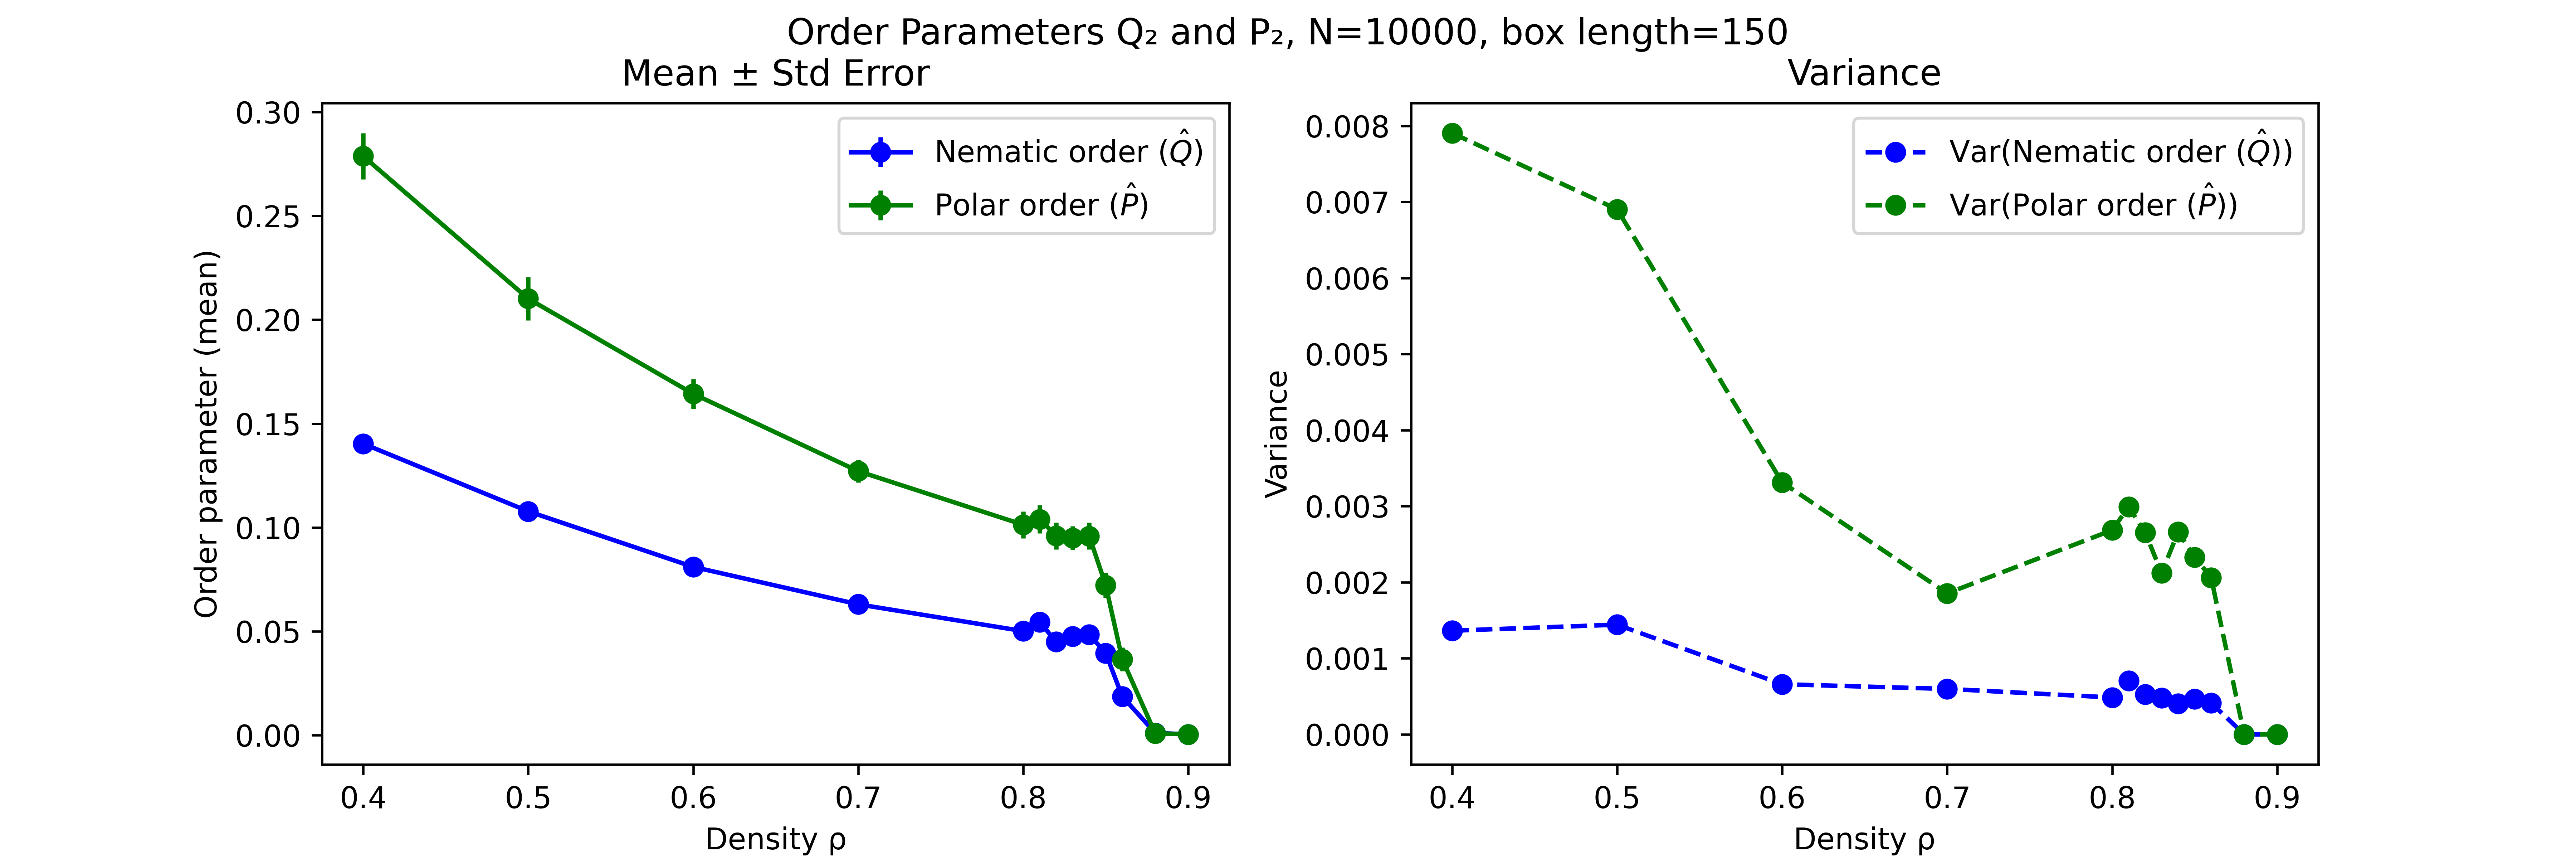 Order Parameters Q₂ and P₂, N=10000, box length=150
Mean ± Std Error
Order parameter (mean)
0.30
0.25
0.20
0.15
0.10
0.05
0.00
Nematic order (Q̂)
Polar order (P̂)
0.4 0.5 0.6 0.7 0.8 0.9
Density ρ
Variance
Variance
0.008
0.007
0.006
0.005
0.004
0.003
0.002
0.001
0.000
Var(Nematic order (Q̂))
Var(Polar order (P̂))
0.4 0.5 0.6 0.7 0.8 0.9
Density ρ